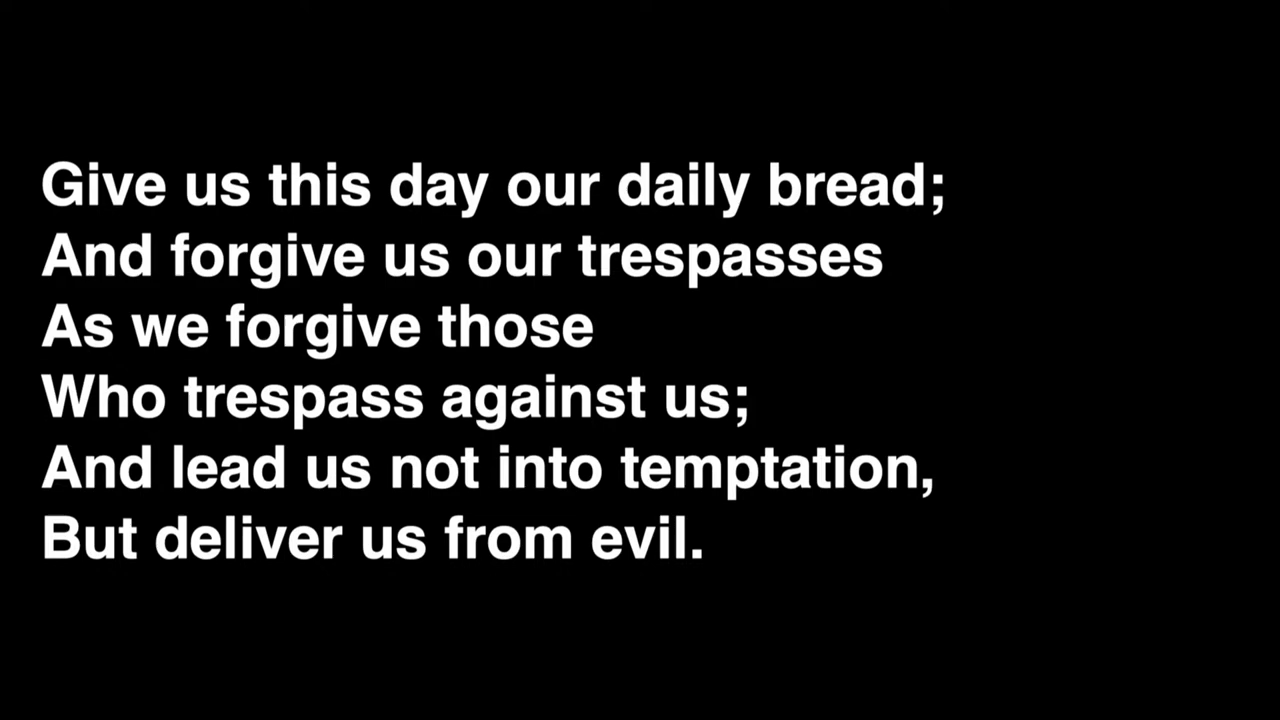 Give us this day our daily bread;
And forgive us our trespasses
As we forgive those
Who trespass against us;
And lead us not into temptation,
But deliver us from evil.